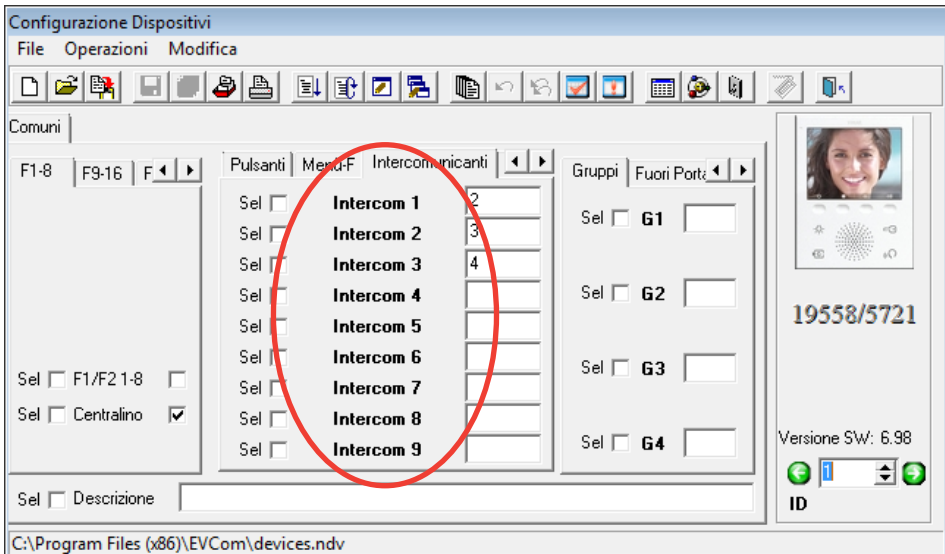 Configurazione Dispositivi
File Operazioni Modifica
Comuni
F1-8 F9-16 F
Sel F1/F2 1-8
Sel Centralino
Pulsanti Menu-F Intercomunicanti
Sel Intercom 1 2
Sel Intercom 2 3
Sel Intercom 3 4
Sel Intercom 4
Sel Intercom 5
Sel Intercom 6
Sel Intercom 7
Sel Intercom 8
Sel Intercom 9
Gruppi Fuori Porta
Sel G1
Sel G2
Sel G3
Sel G4
Sel Descrizione
19558/5721
Versione SW: 6.98
1
ID
C:\Program Files (x86)\EVCom\devices.ndv